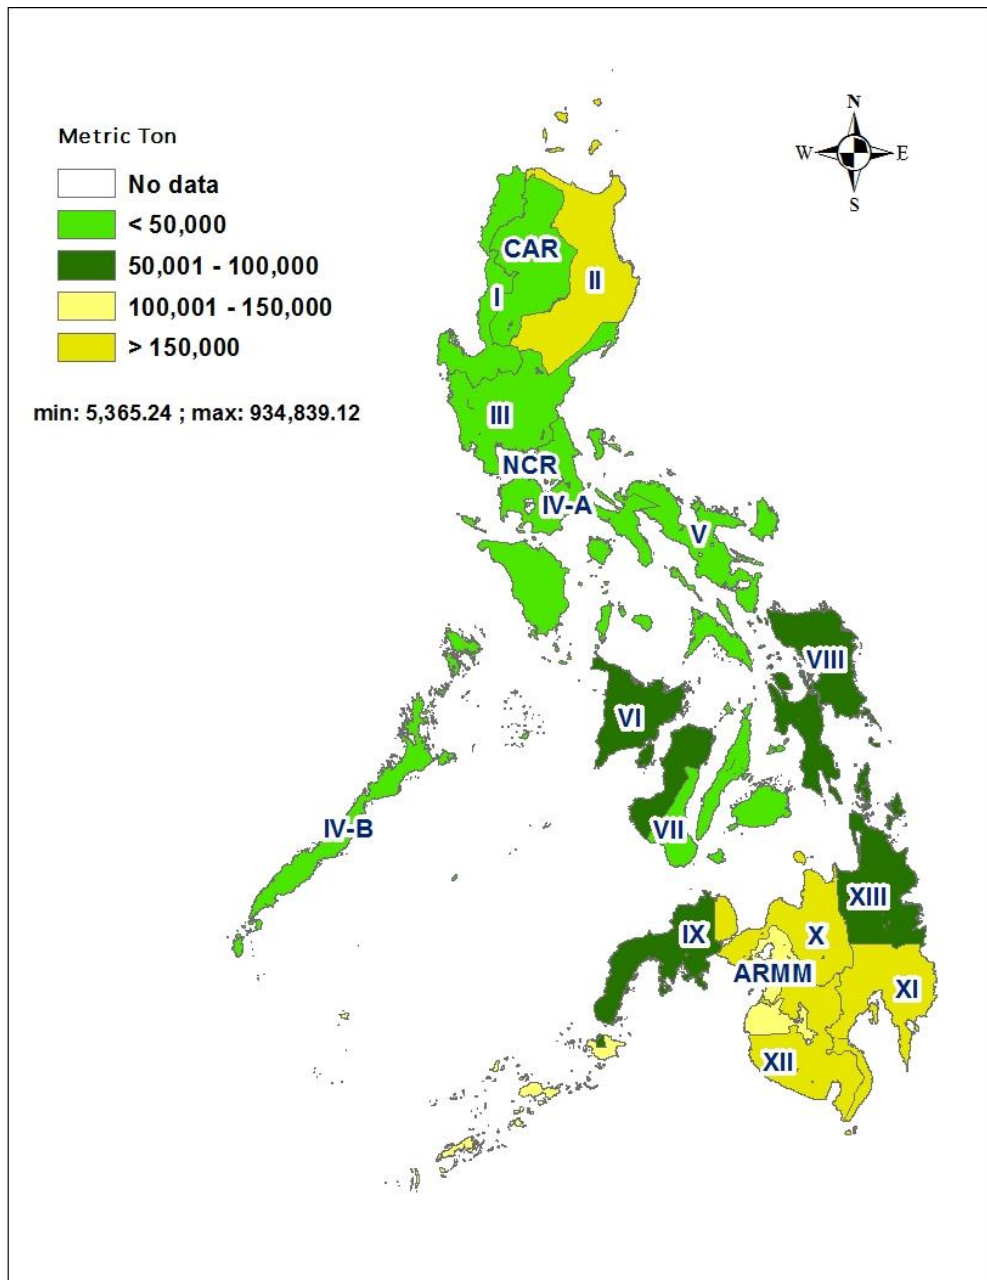 Metric Ton
No data
< 50,000
50,001 - 100,000
100,001 - 150,000
> 150,000
min: 5,365.24 ; max: 934,839.12
N
W E
S
CAR
II
I
III
NCR
IV-A
V
VIII
VI
IV-B
VII
XIII
IX
X
ARMM
XI
XII